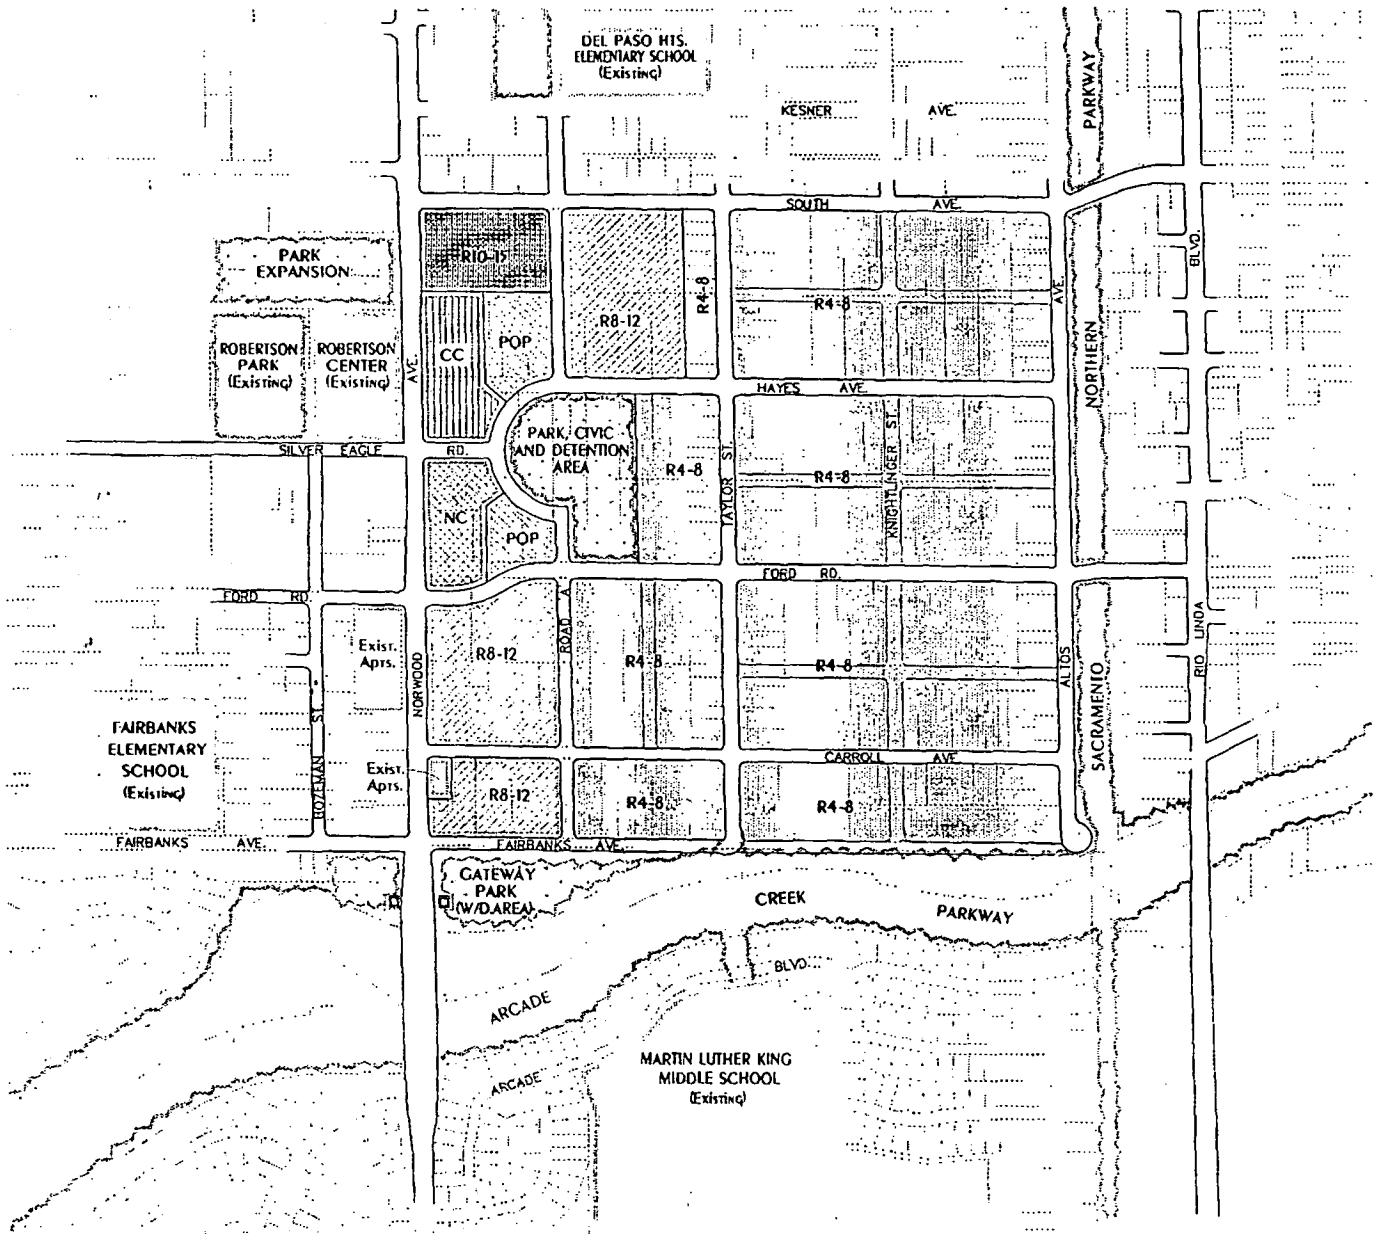 DEL PASO HTS.
ELEMENTARY SCHOOL
(Existing)
KESNER AVE.
PARKWAY
SOUTH AVE.
BLVD.
PARK
EXPANSION
R10-15
R4-8
AVE.
R4-8
R8-12
POP
CC
ROBERTSON
PARK
(Existing)
ROBERTSON
CENTER
(Existing)
AVE.
NORTHERN
HAYES AVE.
PARK, CIVIC
AND DETENTION
AREA
SILVER EAGLE RD.
R4-8
TAYLOR ST.
R4-8
KNIGHTLINGER ST.
NC
POP
FORD RD.
FORD RD.
ROAD A
RIO LINDA
Exist.
Apts.
NORWOOD
R8-12
R4-8
R4-8
ALTOS
SACRAMENTO
FAIRBANKS
ELEMENTARY
SCHOOL
(Existing)
BOZEMAN ST.
CARROLL AVE.
Exist.
Apts.
R8-12
R4-8
R4-8
FAIRBANKS AVE.
FAIRBANKS AVE.
GATEWAY
PARK
(W/D.AREA)
CREEK PARKWAY
BLVD.
ARCADE
ARCADE
MARTIN LUTHER KING
MIDDLE SCHOOL
(Existing)